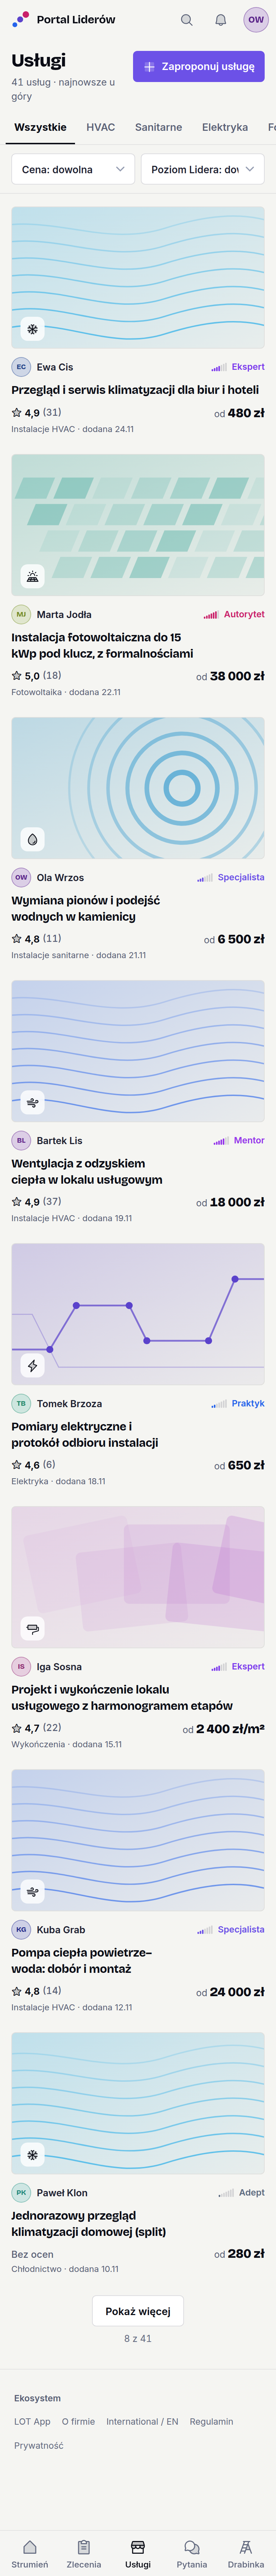 Portal Liderów
OW
Usługi
Zaproponuj usługę
41 usług · najnowsze u
góry
Wszystkie HVAC Sanitarne Elektryka
Cena: dowolna
Poziom Lidera:
EC Ewa Cis Ekspert
Przegląd i serwis klimatyzacji dla biur i hoteli
4,9 (31) od 480 zł
Instalacje HVAC · dodana 24.11
MJ Marta Jodła Autorytet
Instalacja fotowoltaiczna do 15
kWp pod klucz, z formalnościami
5,0 (18) od 38 000 zł
Fotowoltaika · dodana 22.11
OW Ola Wrzos Specjalista
Wymiana pionów i podejść
wodnych w kamienicy
4,8 (11) od 6 500 zł
Instalacje sanitarne · dodana 21.11
BL Bartek Lis Mentor
Wentylacja z odzyskiem
ciepła w lokalu usługowym
4,9 (37) od 18 000 zł
Instalacje HVAC · dodana 19.11
TB Tomek Brzoza Praktyk
Pomiary elektryczne i
protokół odbioru instalacji
4,6 (6) od 650 zł
Elektryka · dodana 18.11
IS Iga Sosna Ekspert
Projekt i wykończenie lokalu
usługowego z harmonogramem etapów
4,7 (22) od 2 400 zł/m²
Wykończenia · dodana 15.11
KG Kuba Grab Specjalista
Pompa ciepła powietrze–
woda: dobór i montaż
4,8 (14) od 24 000 zł
Instalacje HVAC · dodana 12.11
PK Paweł Klon Adept
Jednorazowy przegląd
klimatyzacji domowej (split)
Bez ocen od 280 zł
Chłodnictwo · dodana 10.11
Pokaż więcej
8 z 41
Ekosystem
LOT App O firmie International / EN Regulamin
Prywatność
Strumień Zlecenia Usługi Pytania Drabinka